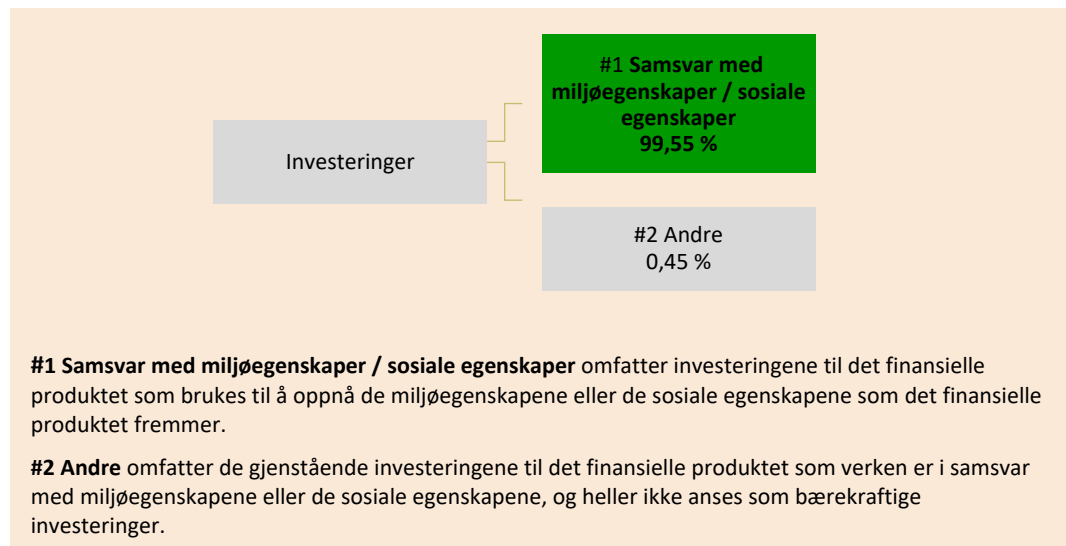 #1 Samsvar med
miljøegenskaper / sosiale
egenskaper
99,55 %
Investeringer
#2 Andre
0,45 %
#1 Samsvar med miljøegenskaper / sosiale egenskaper omfatter investeringene til det finansielle
produktet som brukes til å oppnå de miljøegenskapene eller de sosiale egenskapene som det finansielle
produktet fremmer.
#2 Andre omfatter de gjenstående investeringene til det finansielle produktet som verken er i samsvar
med miljøegenskapene eller de sosiale egenskapene, og heller ikke anses som bærekraftige
investeringer.